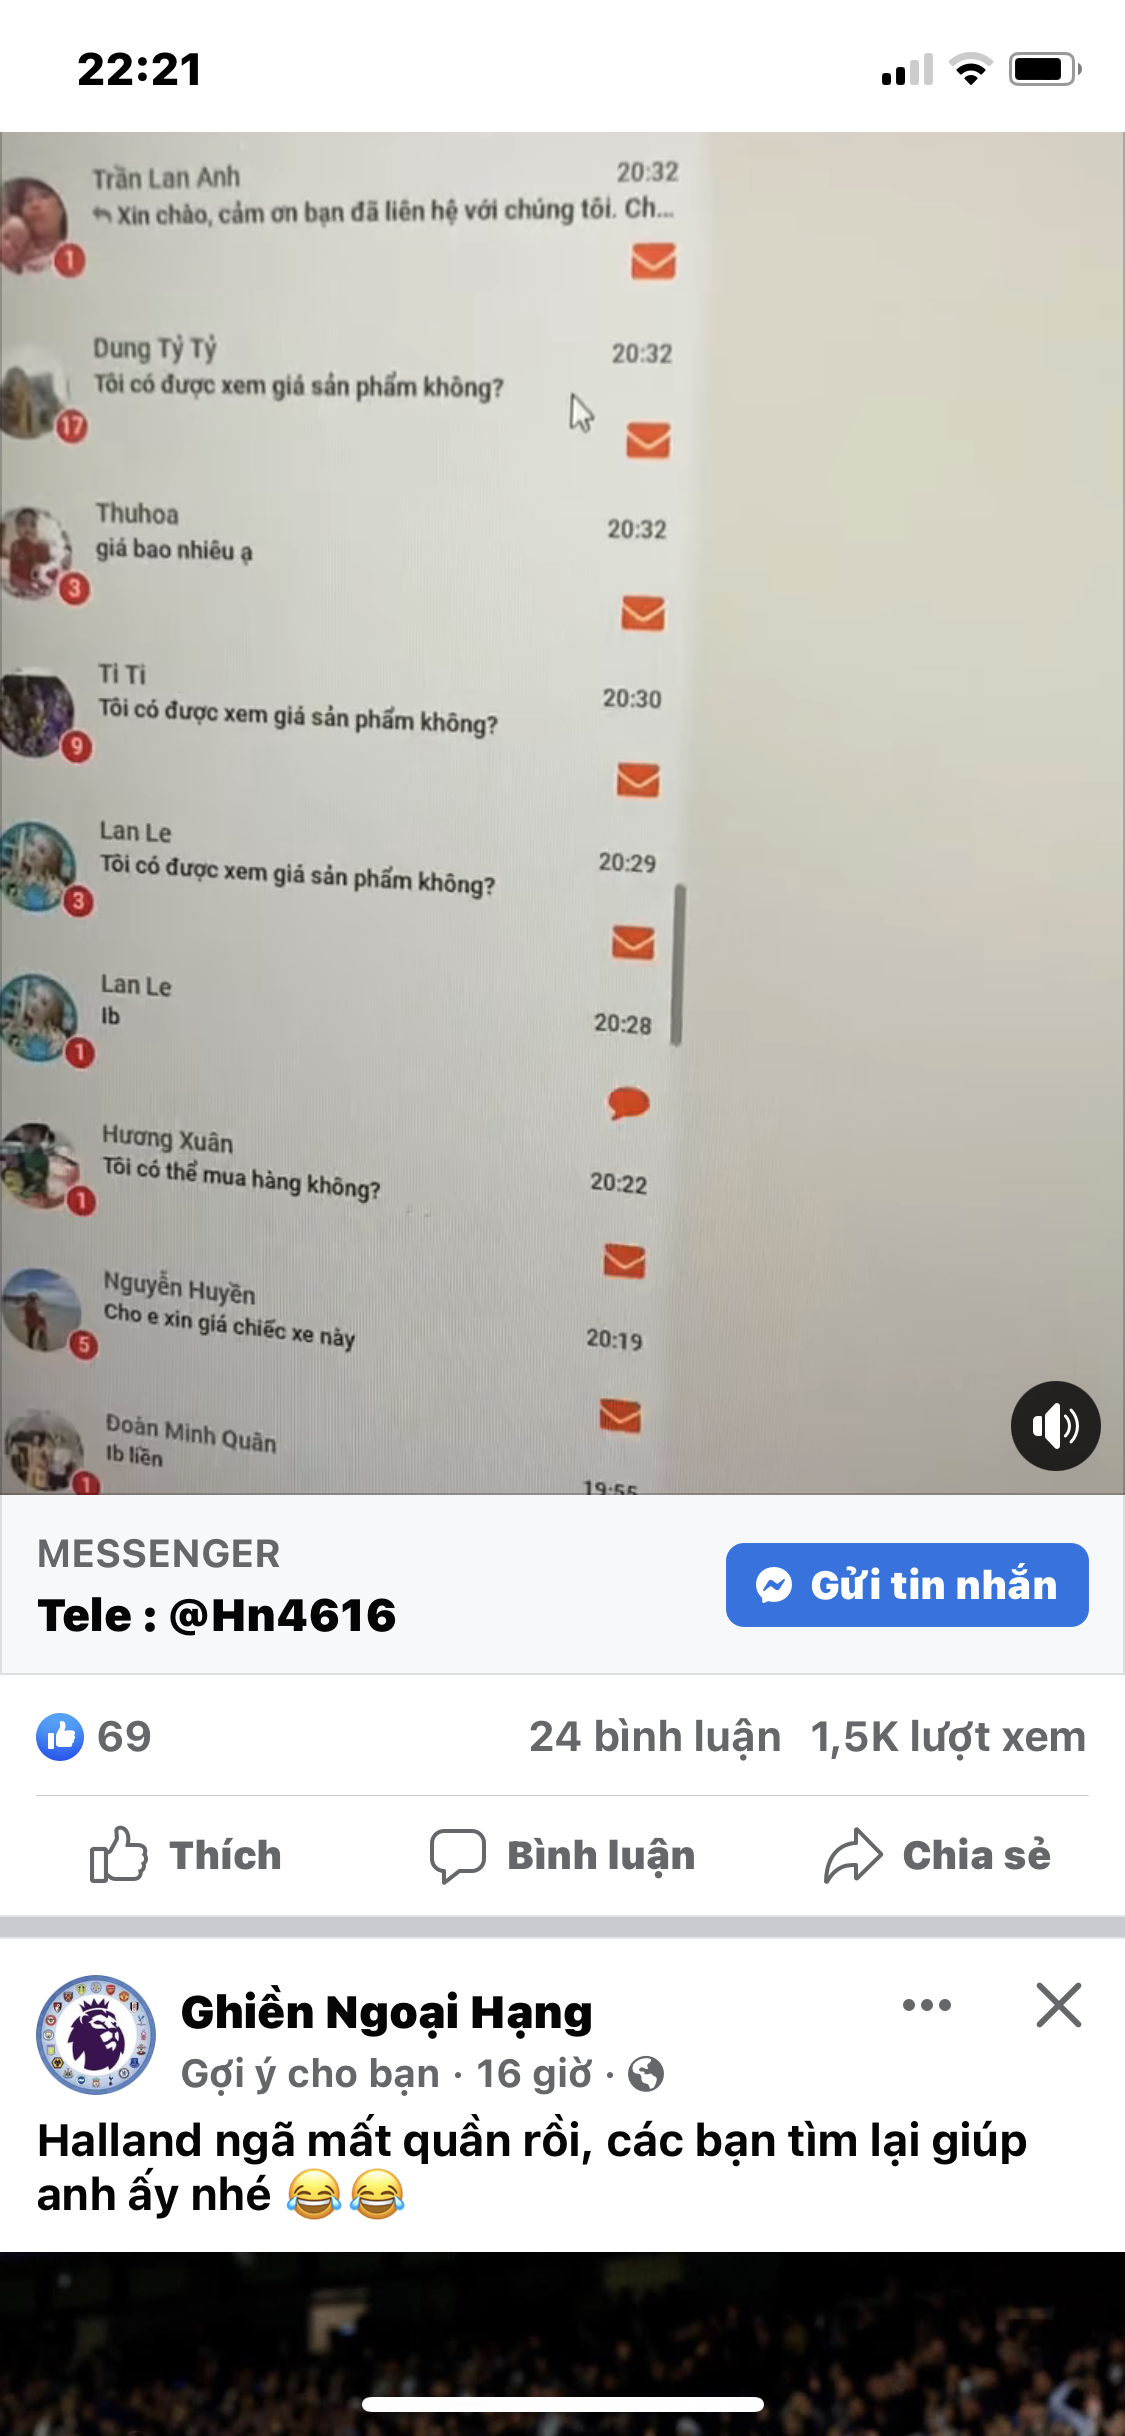 22:21
Trần Lan Anh
20:32
Xin chào, cảm ơn bạn đã liên hệ với chúng tôi. Ch...
1
Dung Tỷ Tỷ
20:32
Tôi có được xem giá sản phẩm không?
17
Thuhoa
20:32
giá bao nhiêu ạ
3
Ti Ti
20:30
Tôi có được xem giá sản phẩm không?
9
Lan Le
20:29
Tôi có được xem giá sản phẩm không?
3
Lan Le
20:28
Ib
1
Hương Xuân
20:22
Tôi có thể mua hàng không?
1
Nguyễn Huyền
20:19
Cho e xin giá chiếc xe này
5
Đoàn Minh Quân
19:55
Ib liền
1
MESSENGER
Tele : @Hn4616
Gửi tin nhắn
69
24 bình luận 1,5K lượt xem
Thích
Bình luận
Chia sẻ
Ghiền Ngoại Hạng
Gợi ý cho bạn · 16 giờ ·
Halland ngã mất quần rồi, các bạn tìm lại giúp
anh ấy nhé 😂😂